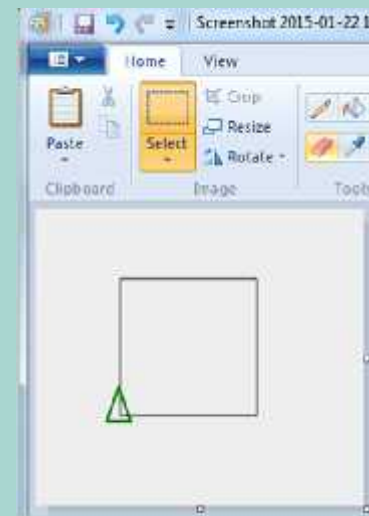 Screenshot 2015-01-22 1
Home View
Paste
Select
Crop
Resize
Rotate
Clipboard Image Tools